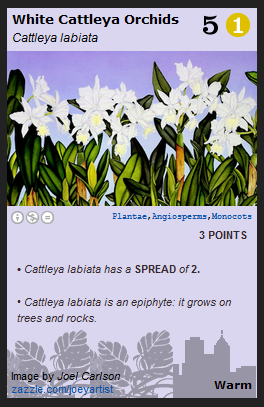 White Cattleya Orchids 5 1
Cattleya labiata
Plantae, Angiosperms, Monocots
3 POINTS
• Cattleya labiata has a SPREAD of 2.
• Cattleya labiata is an epiphyte: it grows on
trees and rocks.
Image by Joel Carlson
zazzle.com/joeyartist
Warm